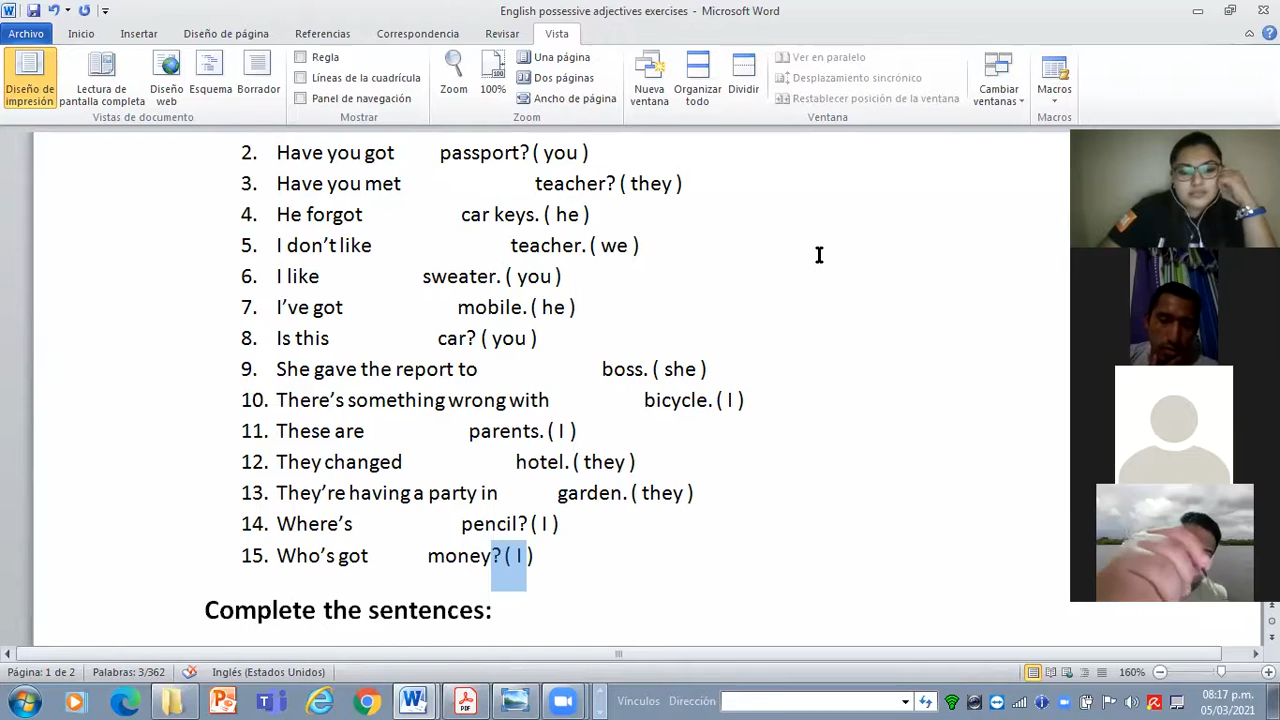 English possessive adjectives exercises - Microsoft Word
Archivo Inicio Insertar Diseño de página Referencias Correspondencia Revisar Vista
Diseño de impresión
Lectura de pantalla completa
Diseño web
Esquema
Borrador
Vistas de documento
Regla
Líneas de la cuadrícula
Panel de navegación
Mostrar
Zoom
100%
Una página
Dos páginas
Ancho de página
Zoom
Nueva ventana
Organizar todo
Dividir
Ver en paralelo
Desplazamiento sincrónico
Restablecer posición de la ventana
Ventana
Cambiar ventanas
Macros
Macros
2. Have you got passport? ( you )
3. Have you met teacher? ( they )
4. He forgot car keys. ( he )
5. I don’t like teacher. ( we )
6. I like sweater. ( you )
7. I’ve got mobile. ( he )
8. Is this car? ( you )
9. She gave the report to boss. ( she )
10. There’s something wrong with bicycle. ( I )
11. These are parents. ( I )
12. They changed hotel. ( they )
13. They’re having a party in garden. ( they )
14. Where’s pencil? ( I )
15. Who’s got money? ( I )
Complete the sentences:
Página: 1 de 2 Palabras: 3/362 Inglés (Estados Unidos) 160%
Vínculos Dirección
08:17 p.m.
05/03/2021